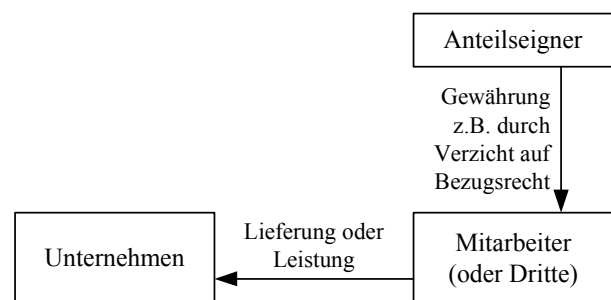 Anteilseigner
Gewährung
z.B. durch
Verzicht auf
Bezugsrecht
Unternehmen
Lieferung oder
Leistung
Mitarbeiter
(oder Dritte)